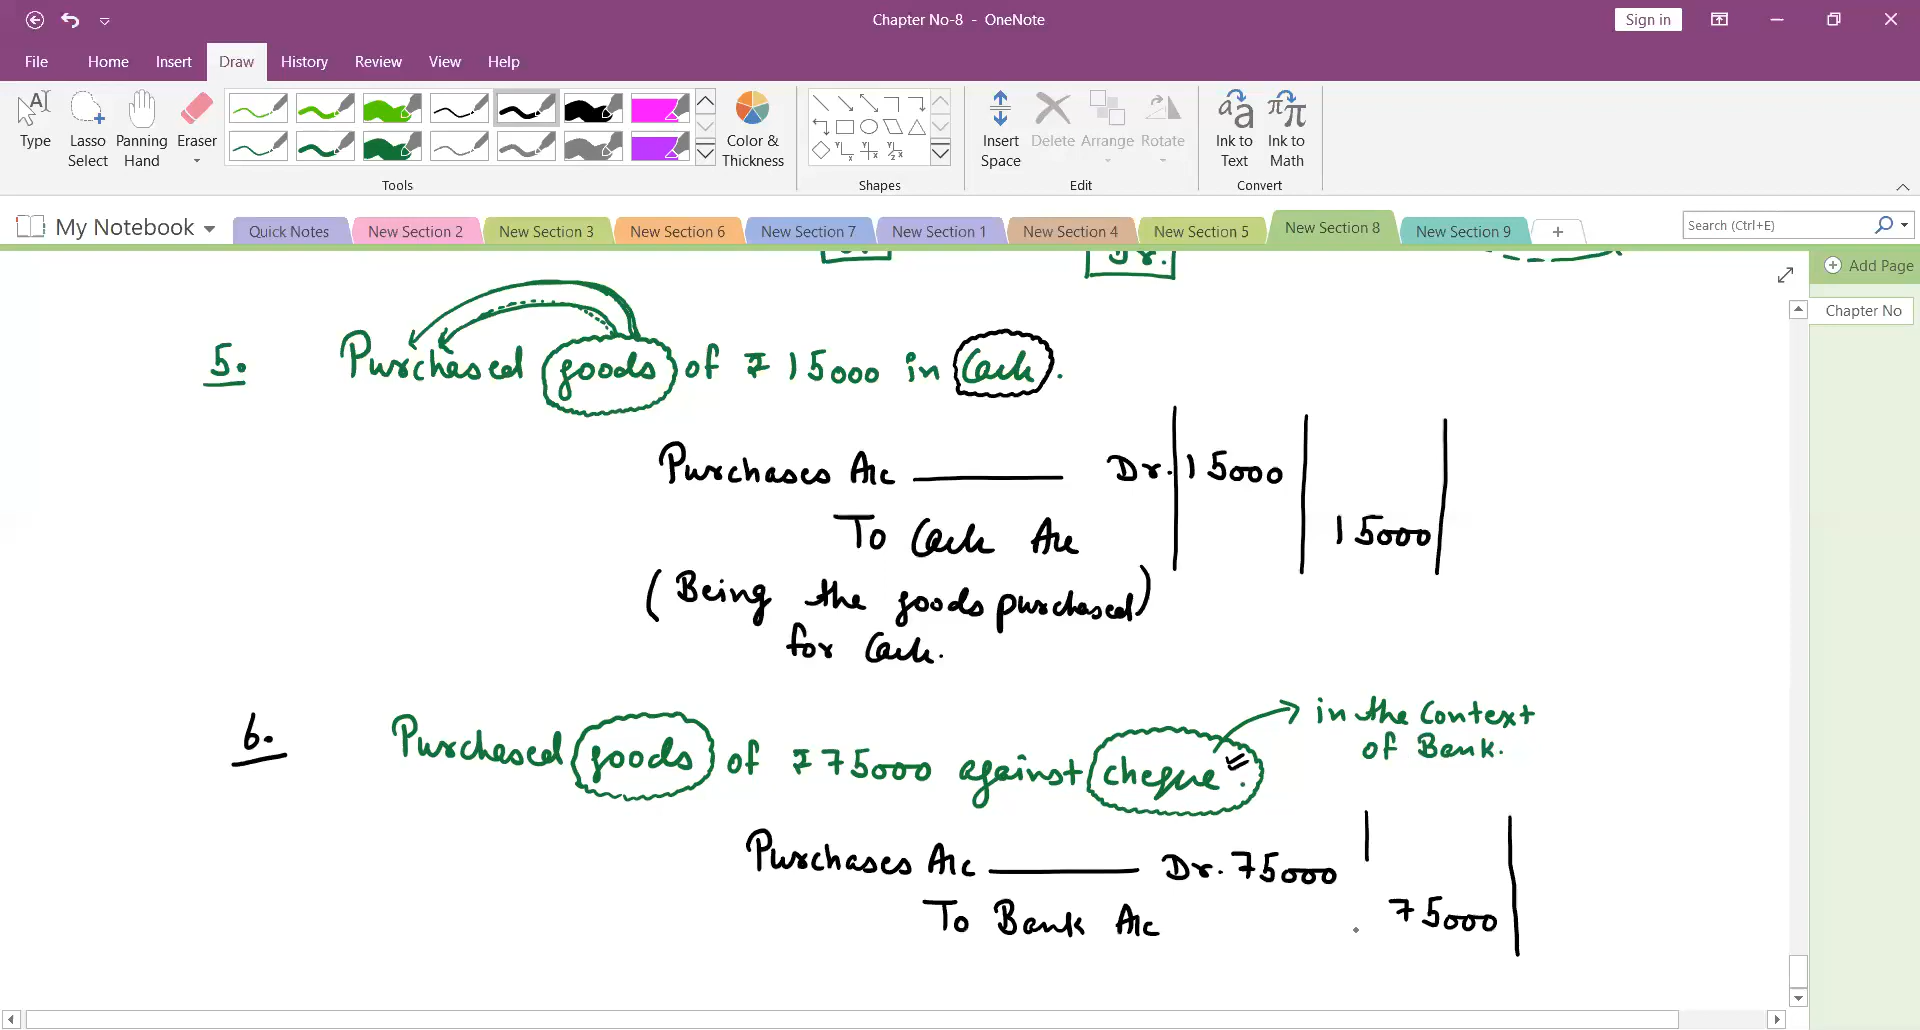 Chapter No-8 - OneNote
Sign in
File Home Insert Draw History Review View Help
Type
Lasso Select
Panning Hand
Eraser
Color & Thickness
Insert Space
Delete
Arrange
Rotate
Ink to Text
Ink to Math
Tools
Shapes
Edit
Convert
My Notebook
Quick Notes New Section 2 New Section 3 New Section 6 New Section 7 New Section 1 New Section 4 New Section 5 New Section 8 New Section 9
Search (Ctrl+E)
Add Page
Chapter No
5. Purchased goods of ₹ 15000 in Cash.
Purchases A/c Dr. 15000
To Cash A/c 15000
(Being the goods purchased)
for Cash.
6. Purchased goods of ₹ 75000 against cheque.
in the Context
of Bank.
Purchases A/c Dr. 75000
To Bank A/c 75000